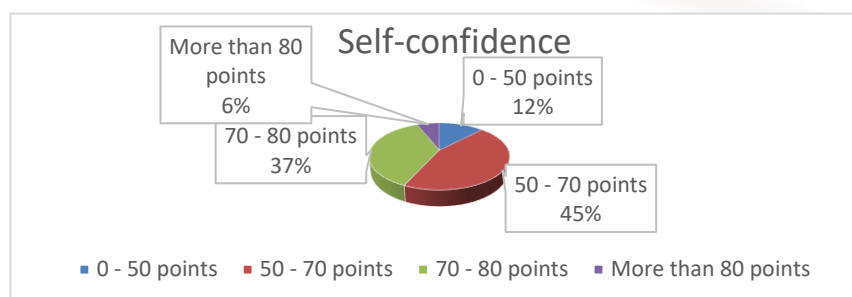 Self-confidence
More than 80
points
6%
0 - 50 points
12%
70 - 80 points
37%
50 - 70 points
45%
0 - 50 points 50 - 70 points 70 - 80 points More than 80 points